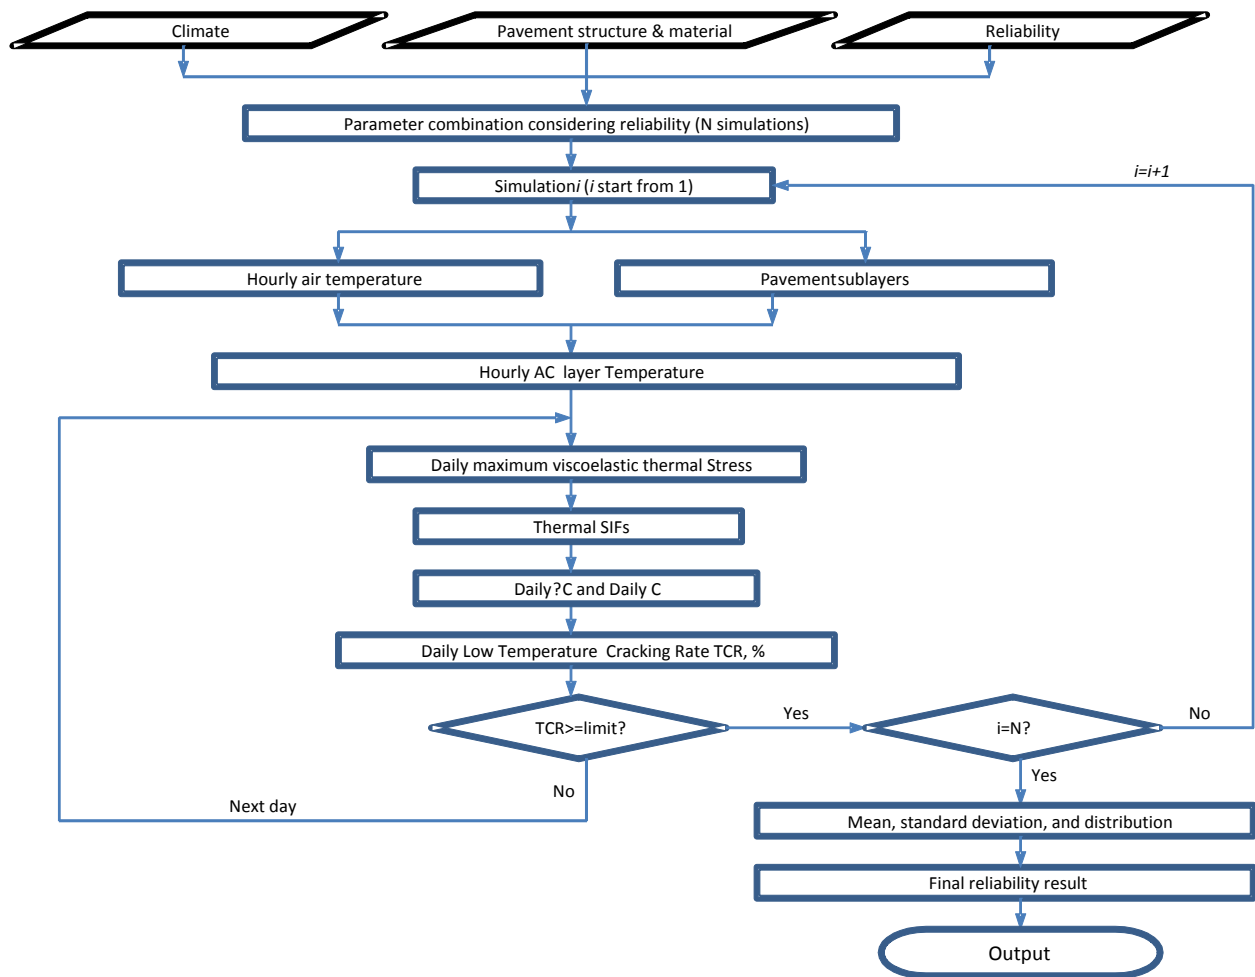 Climate
Pavement structure & material
Reliability
Parameter combination considering reliability (N simulations)
Simulationi (i start from 1)
i=i+1
Hourly air temperature
Pavementsublayers
Hourly AC layer Temperature
Daily maximum viscoelastic thermal Stress
Thermal SIFs
Daily?C and Daily C
Daily Low Temperature Cracking Rate TCR, %
TCR>=limit?
Yes
i=N?
No
No
Yes
Next day
Mean, standard deviation, and distribution
Final reliability result
Output